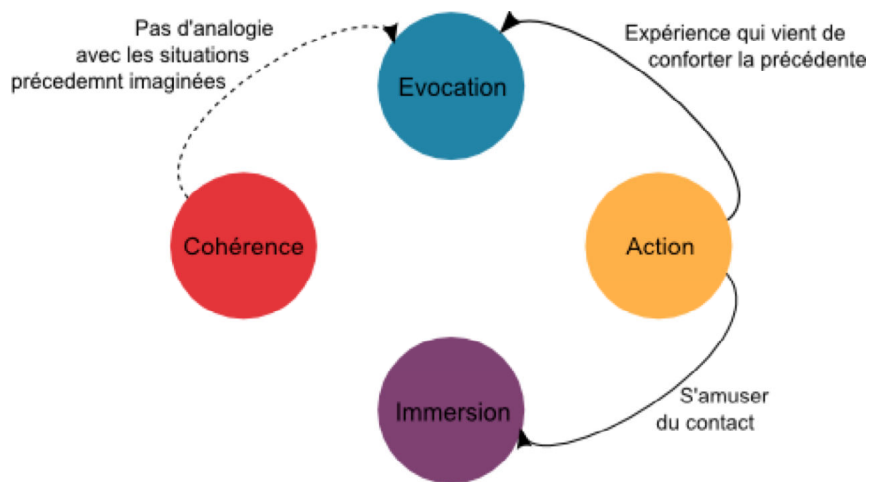 Pas d'analogie
avec les situations
précedemnt imaginées
Expérience qui vient de
conforter la précédente
Evocation
Cohérence
Action
Immersion
S'amuser
du contact